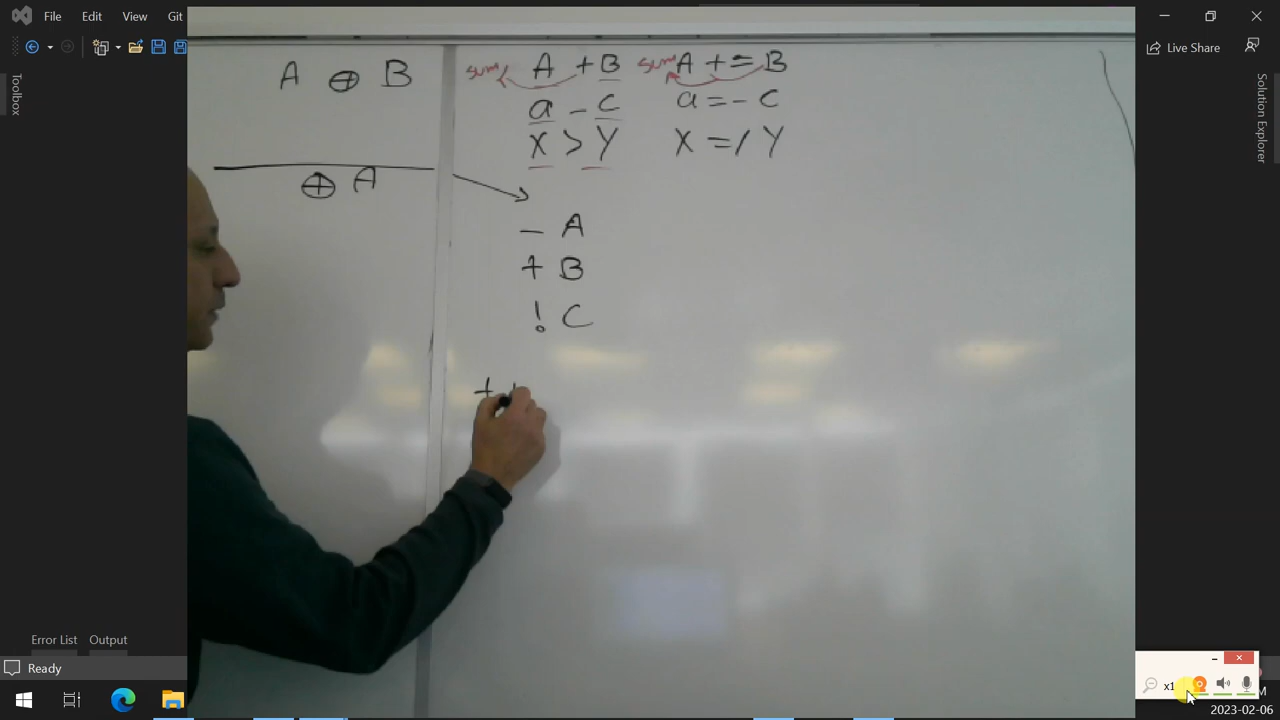 File Edit View Git
Live Share
Toolbox
Solution Explorer
A ⊕ B
sum A + B
sum A += B
a - c
a =- c
X > Y
X =/ Y
⊕ A
- A
+ B
! C
+ +
Error List Output
Ready
x1
M
2023-02-06